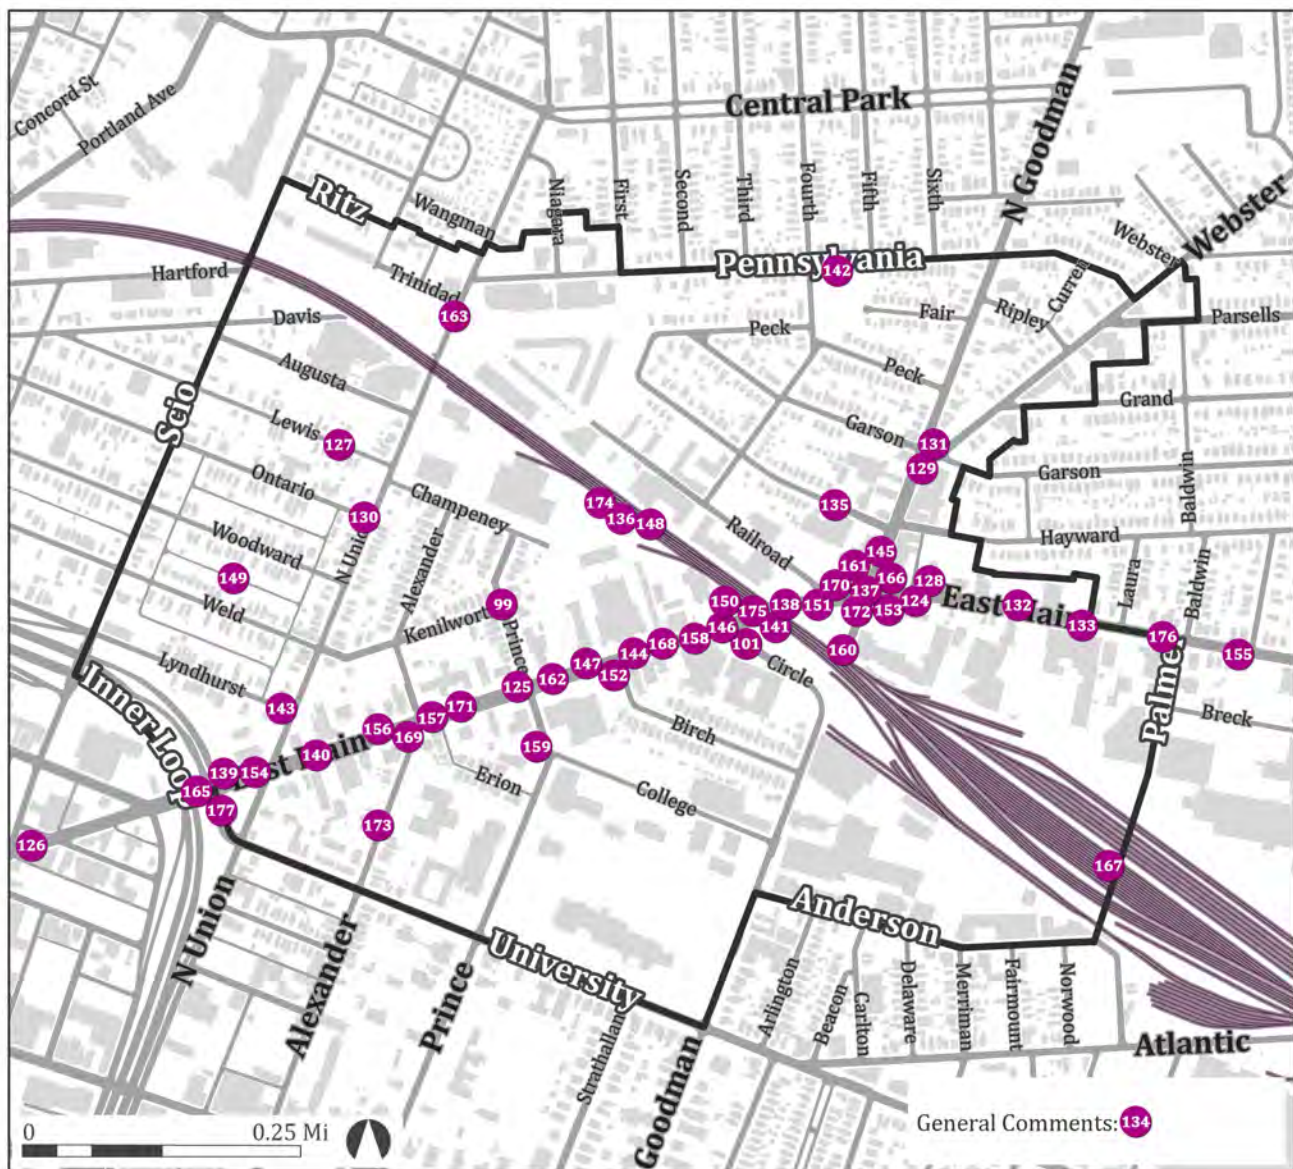 Concord St
Portland Ave
Central Park
N Goodman
Ritz
Wangman
Niagara
First
Second
Third
Fourth
Fifth
Sixth
Webster
Webster
Hartford
Trinidad
Pennsylvania
142
Curren
Ripley
Fair
Parsells
163
Davis
Peck
Peck
Augusta
Scio
Lewis
127
Garson
131
129
Grand
Garson
Baldwin
Ontario
130
Champeney
174
136
148
135
Railroad
Hayward
Woodward
N Union
Alexander
149
Weld
Kenilwort
99
Prince
145
161
166
128
170
137
124
172
153
151
138
150
175
146
141
101
East Main
132
133
Laura
Baldwin
176
155
160
Circle
158
168
144
147
152
162
125
Lyndhurst
143
Inner Loop
171
157
156
169
East Main
140
154
139
165
177
126
Birch
159
Erion
College
173
Palmer
Breck
167
N Union
Alexander
Prince
University
Anderson
Strathallan
Goodman
Arlington
Beacon
Carlton
Delaware
Merriman
Fairmount
Norwood
Atlantic
0 0.25 Mi
General Comments: 134